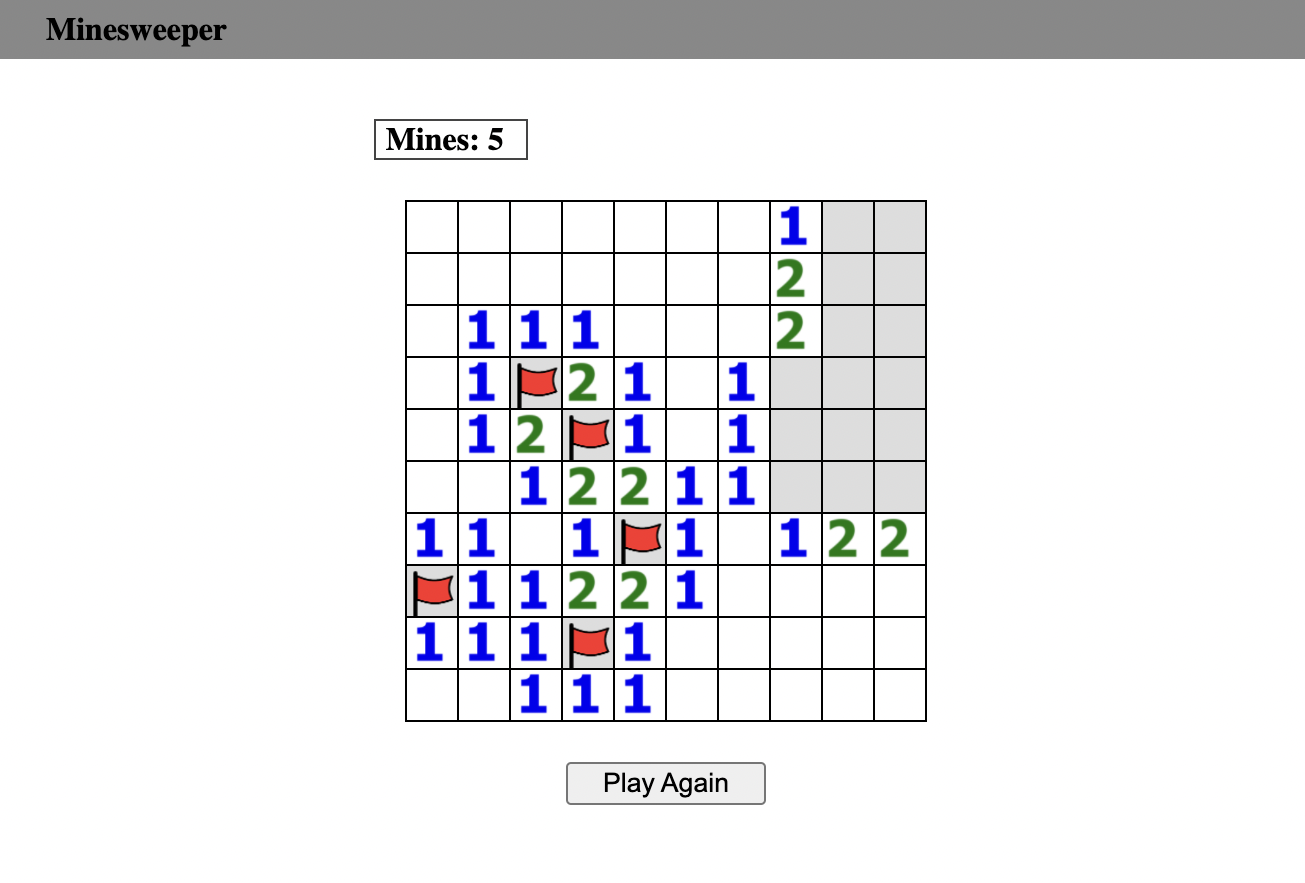 Minesweeper
Mines: 5
1
2
1 1 1 2
1 2 1 1
1 2 1 1
1 2 2 1 1
1 1 1 1 1 2 2
1 1 2 2 1
1 1 1 1
1 1 1
Play Again